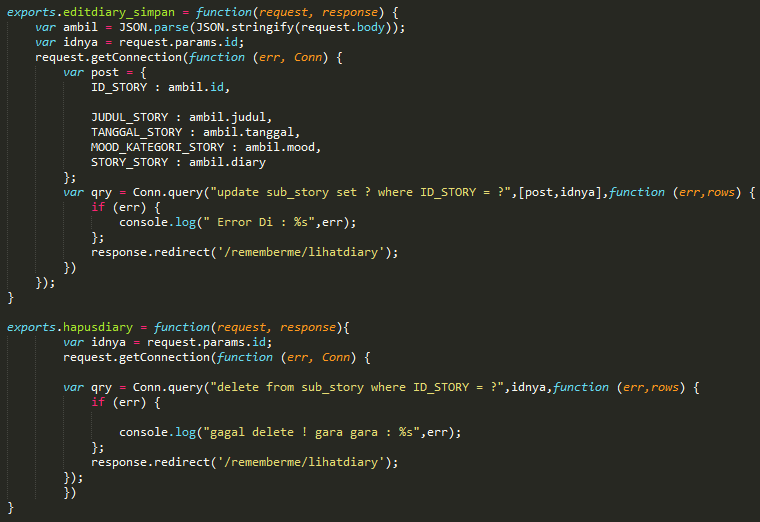 exports.editdiary_simpan = function(request, response) {
    var ambil = JSON.parse(JSON.stringify(request.body));
    var idnya = request.params.id;
    request.getConnection(function (err, Conn) {
        var post = {
            ID_STORY : ambil.id,

            JUDUL_STORY : ambil.judul,
            TANGGAL_STORY : ambil.tanggal,
            MOOD_KATEGORI_STORY : ambil.mood,
            STORY_STORY : ambil.diary
        };
        var qry = Conn.query("update sub_story set ? where ID_STORY = ?",[post,idnya],function (err,rows) {
            if (err) {
                console.log(" Error Di : %s",err);
            };
            response.redirect('/rememberme/lihatdiary');
        })
    });
}

exports.hapusdiary = function(request, response){
        var idnya = request.params.id;
        request.getConnection(function (err, Conn) {

        var qry = Conn.query("delete from sub_story where ID_STORY = ?",idnya,function (err,rows) {
            if (err) {

                console.log("gagal delete ! gara gara : %s",err);
            };
            response.redirect('/rememberme/lihatdiary');
        });
        })
}